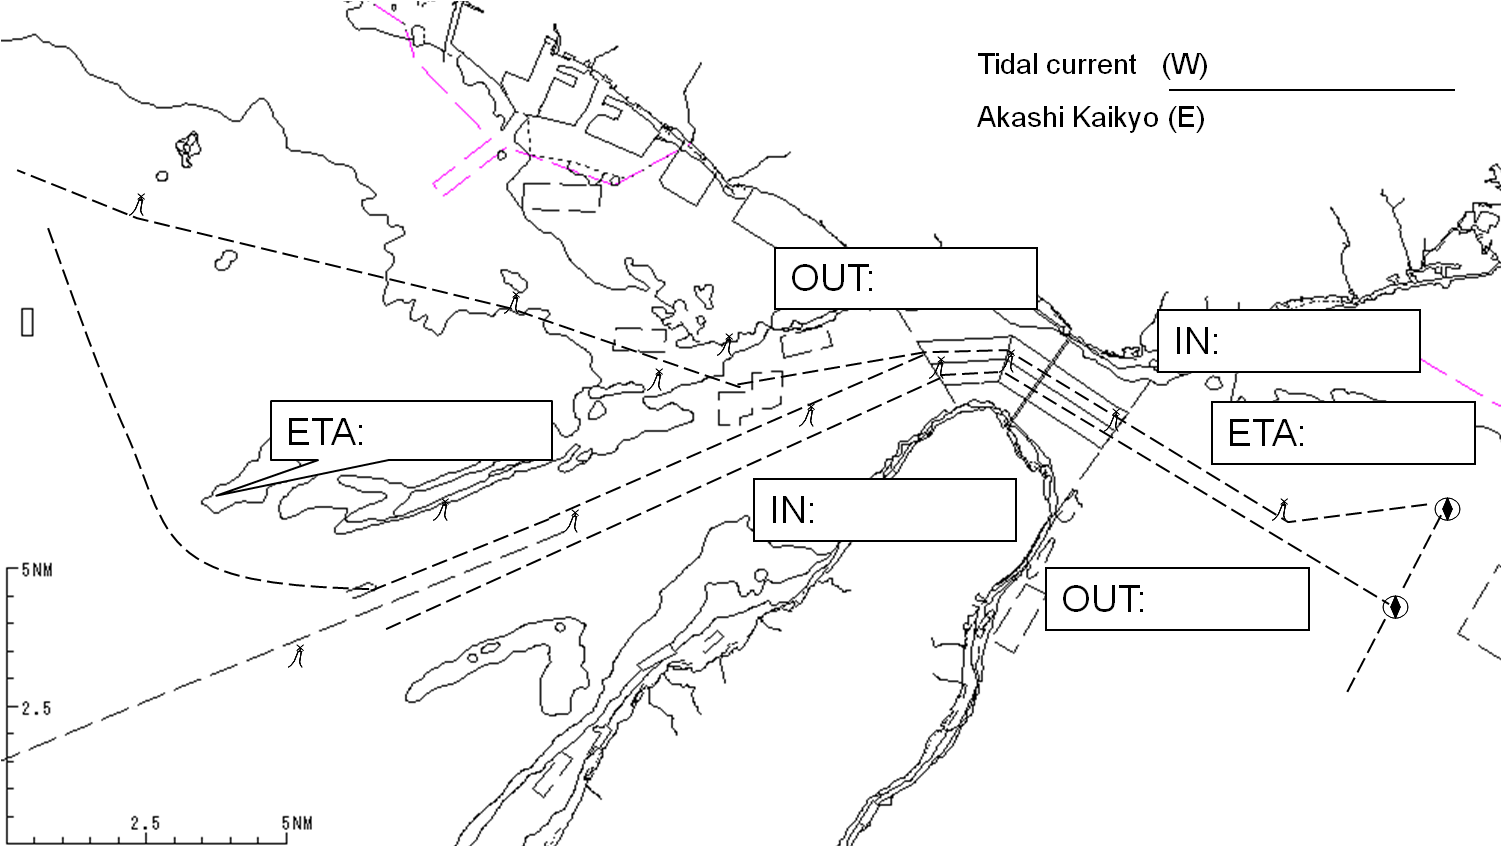 Tidal current (W)
Akashi Kaikyo (E)
OUT:
IN:
ETA:
ETA:
IN:
OUT:
5NM
2.5
2.5
5NM